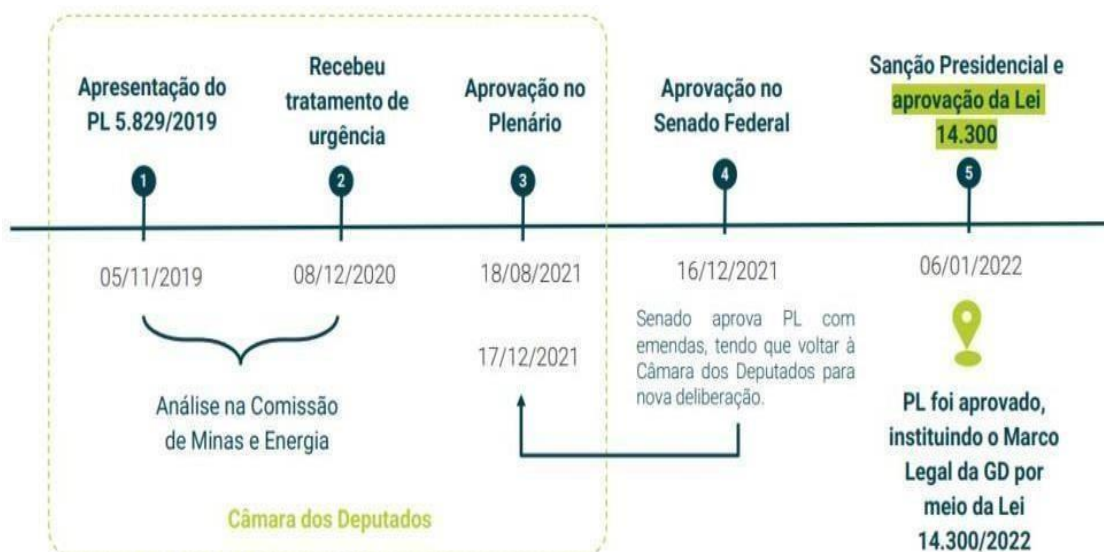 Apresentação do
PL 5.829/2019
Recebeu
tratamento de
urgência
Aprovação no
Plenário
Aprovação no
Senado Federal
Sanção Presidencial e
aprovação da Lei
14.300
1
2
3
4
5
05/11/2019
08/12/2020
18/08/2021
16/12/2021
06/01/2022
Análise na Comissão
de Minas e Energia
17/12/2021
Senado aprova PL com
emendas, tendo que voltar à
Câmara dos Deputados para
nova deliberação.
PL foi aprovado,
instituindo o Marco
Legal da GD por
meio da Lei
14.300/2022
Câmara dos Deputados